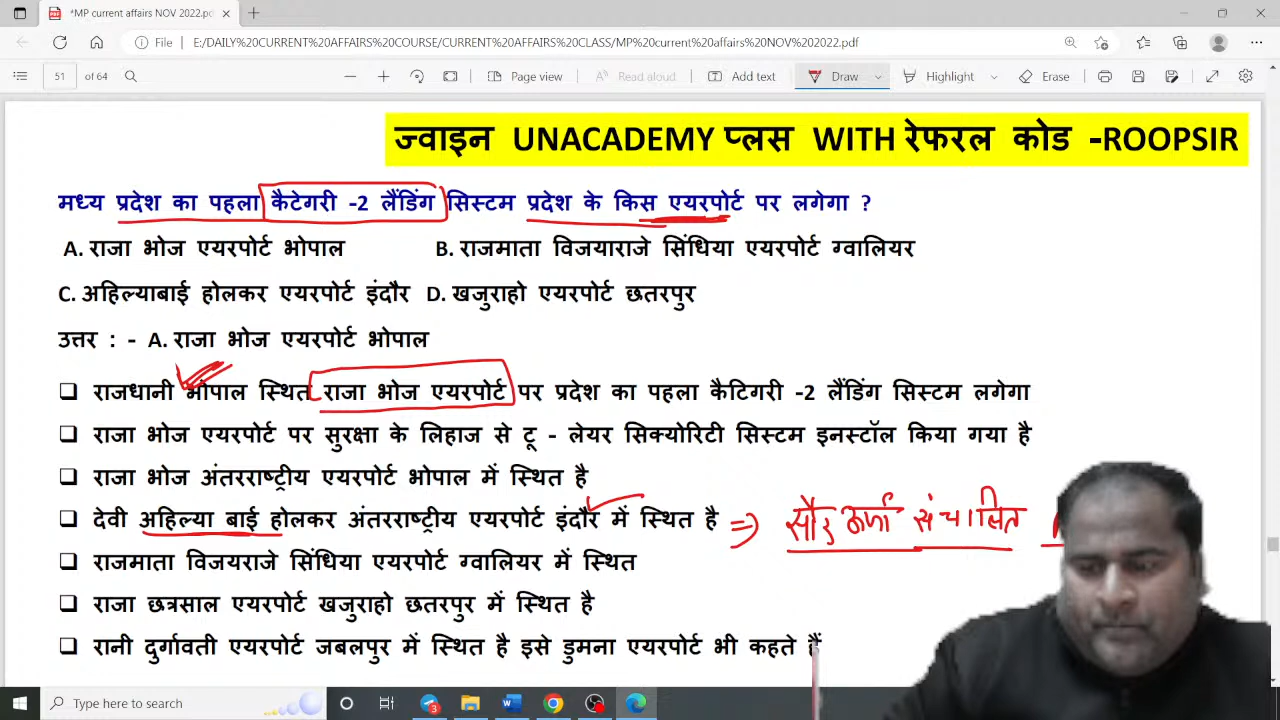 *MP current affairs NOV 2022.pd
File E:/DAILY%20CURRENT%20AFFAIRS%20COURSE/CURRENT%20AFFAIRS%20CLASS/MP%20current%20affairs%20NOV%202022.pdf
51 of 64 Page view Read aloud Add text Draw Highlight Erase
ज्वाइन UNACADEMY प्लस WITH रेफरल कोड -ROOPSIR
मध्य प्रदेश का पहला कैटेगरी -2 लैंडिंग सिस्टम प्रदेश के किस एयरपोर्ट पर लगेगा ?
A. राजा भोज एयरपोर्ट भोपाल B. राजमाता विजयाराजे सिंधिया एयरपोर्ट ग्वालियर
C. अहिल्याबाई होलकर एयरपोर्ट इंदौर D. खजुराहो एयरपोर्ट छतरपुर
उत्तर : - A. राजा भोज एयरपोर्ट भोपाल
राजधानी भोपाल स्थित राजा भोज एयरपोर्ट पर प्रदेश का पहला कैटिगरी -2 लैंडिंग सिस्टम लगेगा
राजा भोज एयरपोर्ट पर सुरक्षा के लिहाज से टू - लेयर सिक्योरिटी सिस्टम इनस्टॉल किया गया है
राजा भोज अंतरराष्ट्रीय एयरपोर्ट भोपाल में स्थित है
देवी अहिल्या बाई होलकर अंतरराष्ट्रीय एयरपोर्ट इंदौर में स्थित है => सौर ऊर्जा संचालित
राजमाता विजयराजे सिंधिया एयरपोर्ट ग्वालियर में स्थित
राजा छत्रसाल एयरपोर्ट खजुराहो छतरपुर में स्थित है
रानी दुर्गावती एयरपोर्ट जबलपुर में स्थित है इसे डुमना एयरपोर्ट भी कहते हैं
Type here to search 3